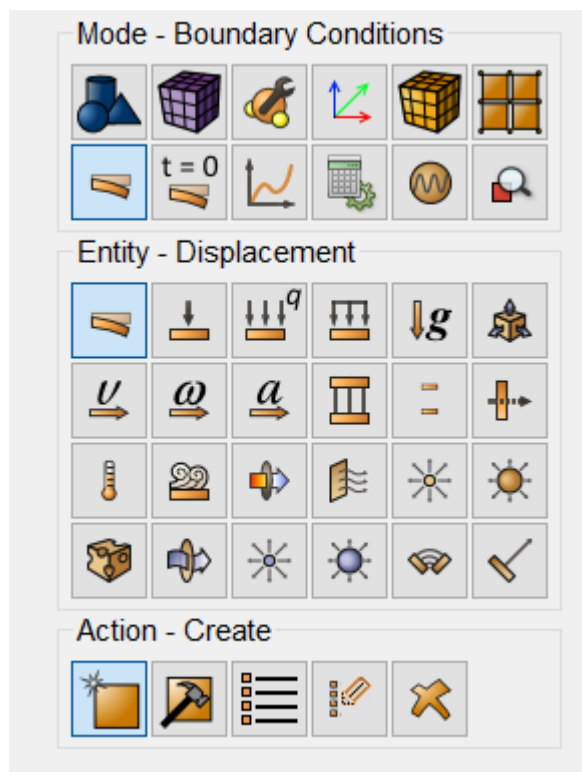 Mode - Boundary Conditions
t = 0
Entity - Displacement
q
g
υ ω a
Action - Create